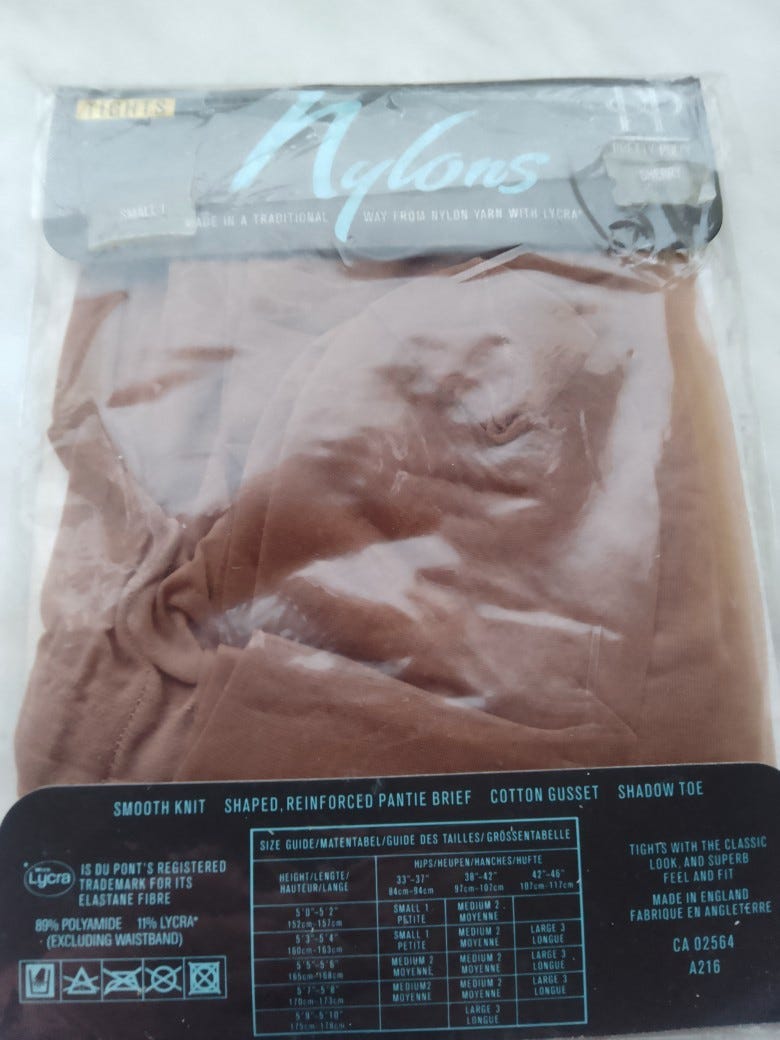 TIGHTS
Nylons
PRETTY POLLY
SHERRY
SMALL 1
MADE IN A TRADITIONAL WAY FROM NYLON YARN WITH LYCRA*
SMOOTH KNIT SHAPED, REINFORCED PANTIE BRIEF COTTON GUSSET SHADOW TOE
Lycra IS DU PONT'S REGISTERED
TRADEMARK FOR ITS
ELASTANE FIBRE
89% POLYAMIDE 11% LYCRA*
(EXCLUDING WAISTBAND)
SIZE GUIDE/MATENTABEL/GUIDE DES TAILLES/GRÖSSENTABELLE
HEIGHT/LENGTE/
HAUTEUR/LANGE
HIPS/HEUPEN/HANCHES/HUFTE
33"-37" 38"-42" 42"-46"
84cm-94cm 97cm-107cm 107cm-117cm
5'0"-5'2" SMALL 1 MEDIUM 2
152cm-157cm PETITE MOYENNE
5'3"-5'4" SMALL 1 MEDIUM 2 LARGE 3
160cm-163cm PETITE MOYENNE LONGUE
5'5"-5'6" MEDIUM 2 MEDIUM 2 LARGE 3
165cm-168cm MOYENNE MOYENNE LONGUE
5'7"-5'8" MEDIUM2 MEDIUM 2 LARGE 3
170cm-173cm MOYENNE MOYENNE LONGUE
5'9"-5'10" LARGE 3
175cm-178cm LONGUE
TIGHTS WITH THE CLASSIC
LOOK, AND SUPERB
FEEL AND FIT
MADE IN ENGLAND
FABRIQUE EN ANGLETERRE
CA 02564
A216